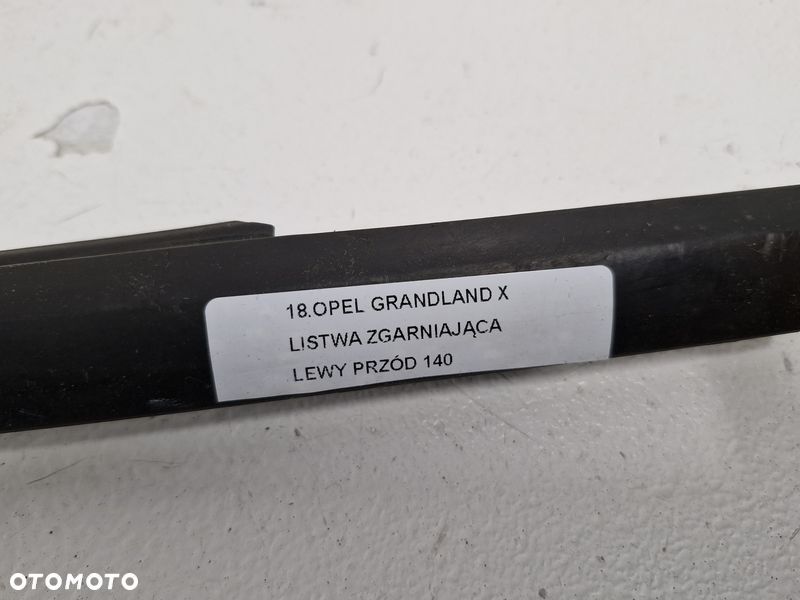 18.OPEL GRANDLAND X
LISTWA ZGARNIAJĄCA
LEWY PRZÓD 140
OTOMOTO